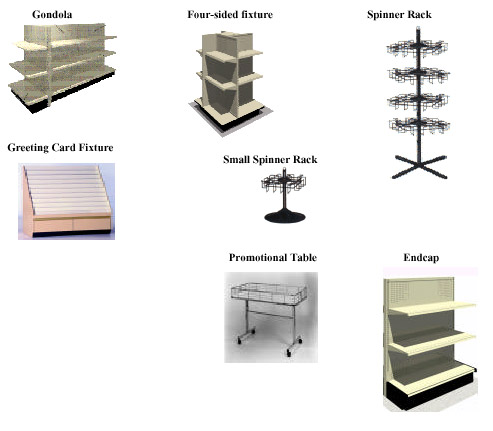 Gondola
Four-sided fixture
Spinner Rack
Greeting Card Fixture
Small Spinner Rack
Promotional Table
Endcap